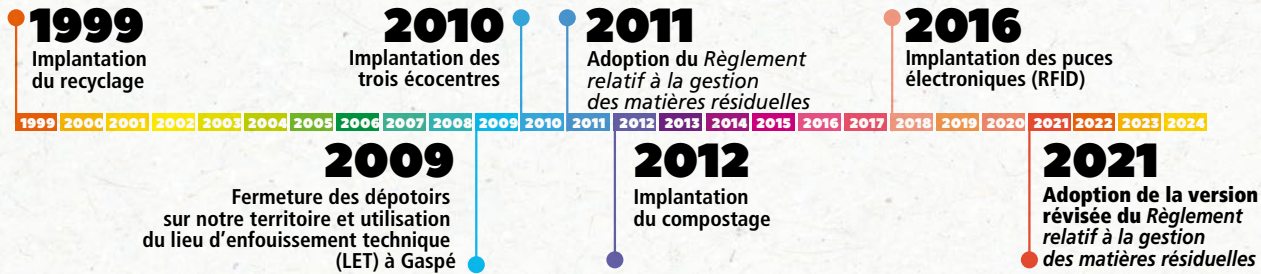 1999
Implantation
du recyclage
2010
Implantation des
trois écocentres
2011
Adoption du Règlement
relatif à la gestion
des matières résiduelles
2016
Implantation des puces
électroniques (RFID)
1999 2000 2001 2002 2003 2004 2005 2006 2007 2008 2009 2010 2011 2012 2013 2014 2015 2016 2017 2018 2019 2020 2021 2022 2023 2024
2009
Fermeture des dépotoirs
sur notre territoire et utilisation
du lieu d'enfouissement technique
(LET) à Gaspé
2012
Implantation
du compostage
2021
Adoption de la version
révisée du Règlement
relatif à la gestion
des matières résiduelles